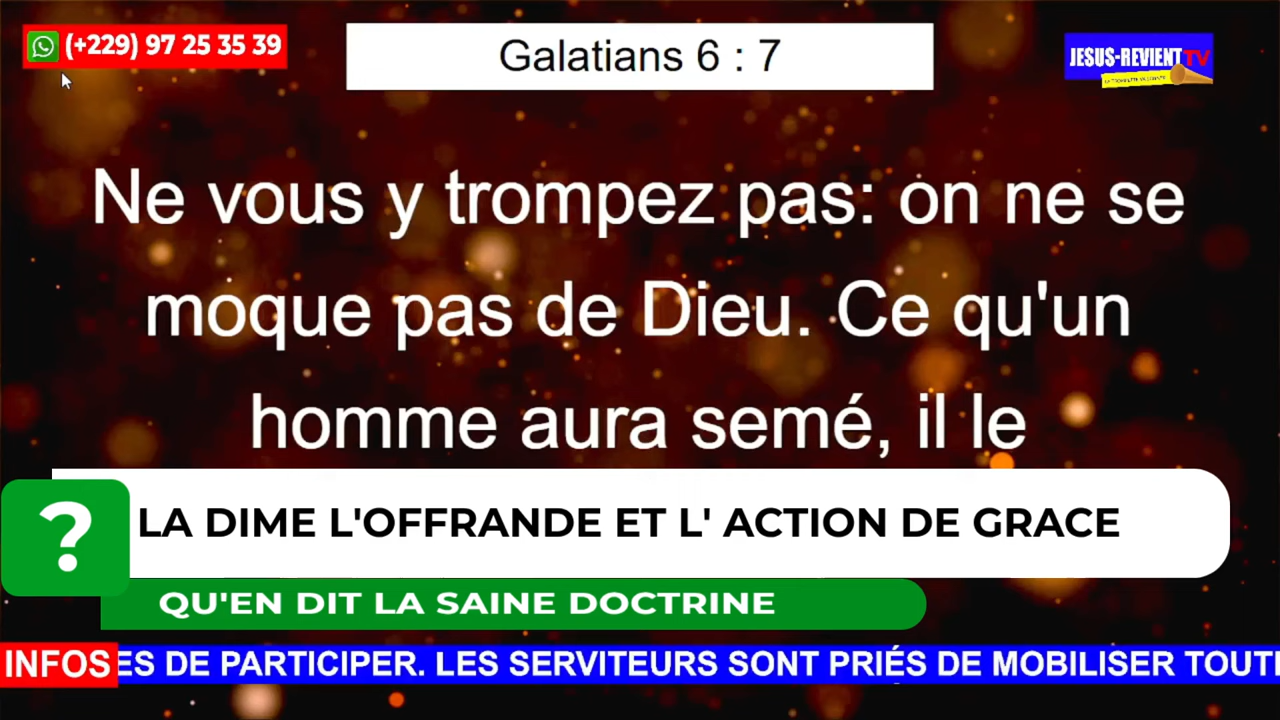 (+229) 97 25 35 39
Galatians 6 : 7
JESUS-REVIENT TV
Ne vous y trompez pas: on ne se
moque pas de Dieu. Ce qu'un
homme aura semé, il le
?
LA DIME L'OFFRANDE ET L' ACTION DE GRACE
QU'EN DIT LA SAINE DOCTRINE
INFOS ES DE PARTICIPER. LES SERVITEURS SONT PRIÉS DE MOBILISER TOUT